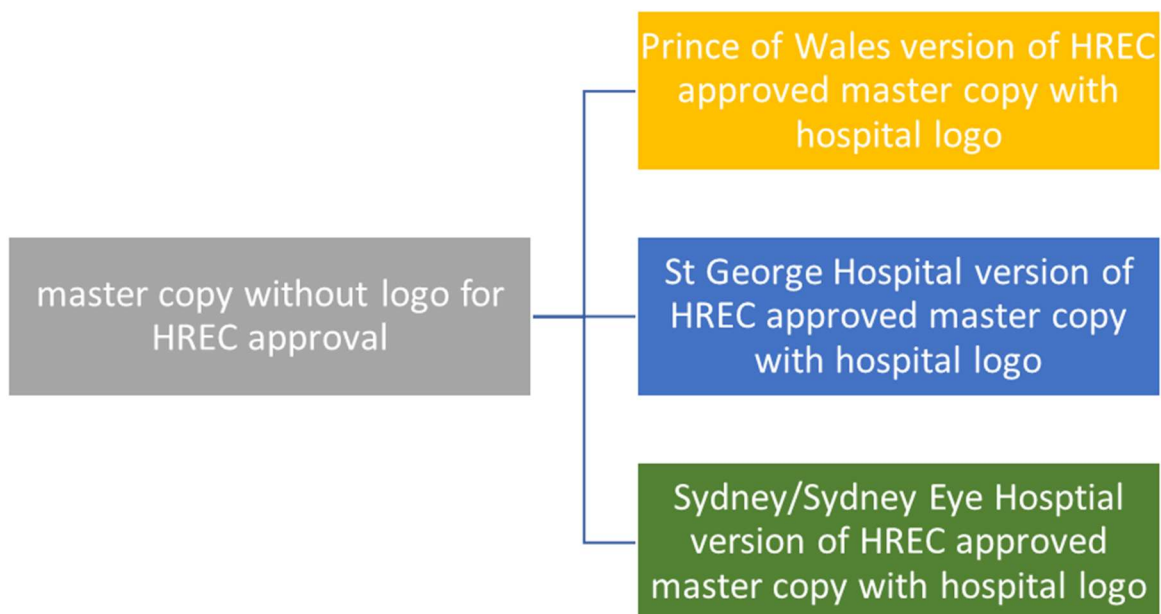 Prince of Wales version of HREC
approved master copy with
hospital logo
master copy without logo for
HREC approval
St George Hospital version of
HREC approved master copy
with hospital logo
Sydney/Sydney Eye Hosptial
version of HREC approved
master copy with hospital logo